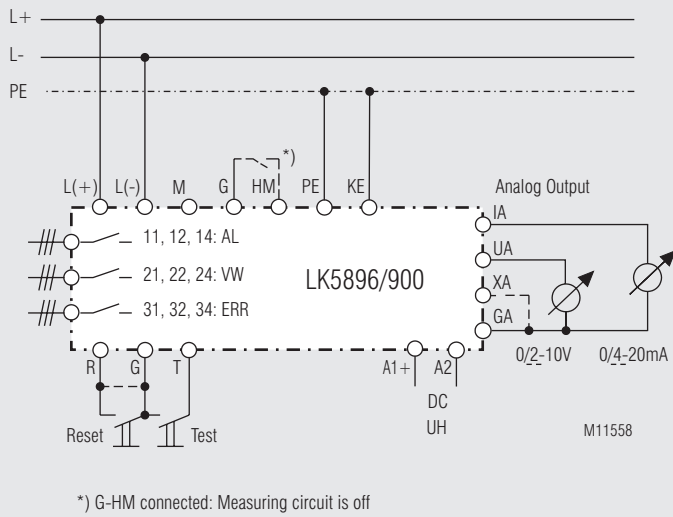 L+
L-
PE
*)
L(+) L(-) M G HM PE KE
Analog Output
IA
11, 12, 14: AL
UA
21, 22, 24: VW
LK5896/900
XA
31, 32, 34: ERR
GA
0/2-10V 0/4-20mA
R G T A1+ A2
DC
Reset Test UH M11558
*) G-HM connected: Measuring circuit is off